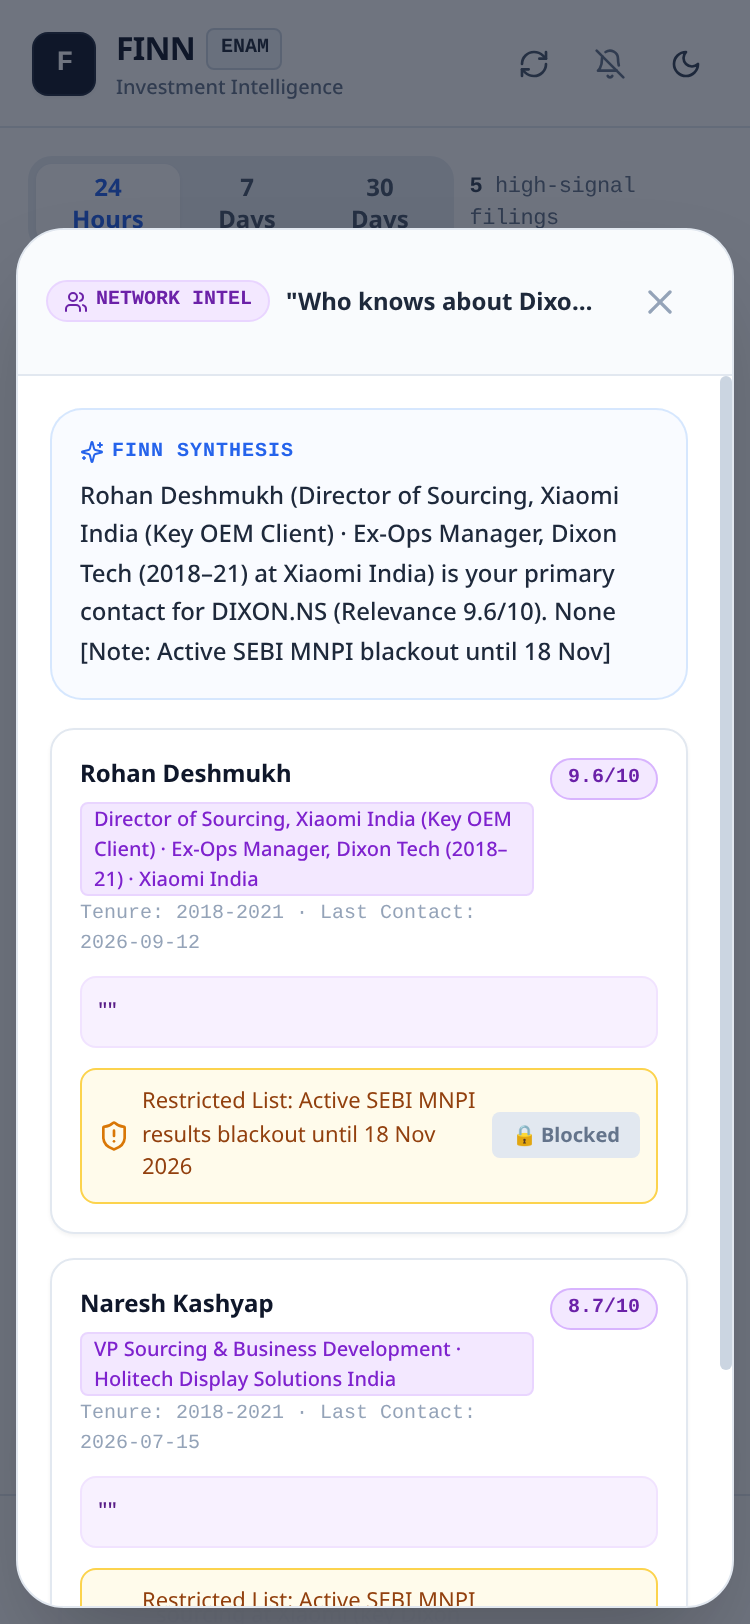 F
FINN ENAM
Investment Intelligence
24
Hours
7
Days
30
Days
5 high-signal
filings
NETWORK INTEL
"Who knows about Dixo...
FINN SYNTHESIS
Rohan Deshmukh (Director of Sourcing, Xiaomi
India (Key OEM Client) · Ex-Ops Manager, Dixon
Tech (2018–21) at Xiaomi India) is your primary
contact for DIXON.NS (Relevance 9.6/10). None
[Note: Active SEBI MNPI blackout until 18 Nov]
Rohan Deshmukh
9.6/10
Director of Sourcing, Xiaomi India (Key OEM
Client) · Ex-Ops Manager, Dixon Tech (2018–
21) · Xiaomi India
Tenure: 2018-2021 · Last Contact:
2026-09-12
""
Restricted List: Active SEBI MNPI
results blackout until 18 Nov
2026
🔒 Blocked
Naresh Kashyap
8.7/10
VP Sourcing & Business Development ·
Holitech Display Solutions India
Tenure: 2018-2021 · Last Contact:
2026-07-15
""
Restricted List: Active SEBI MNPI